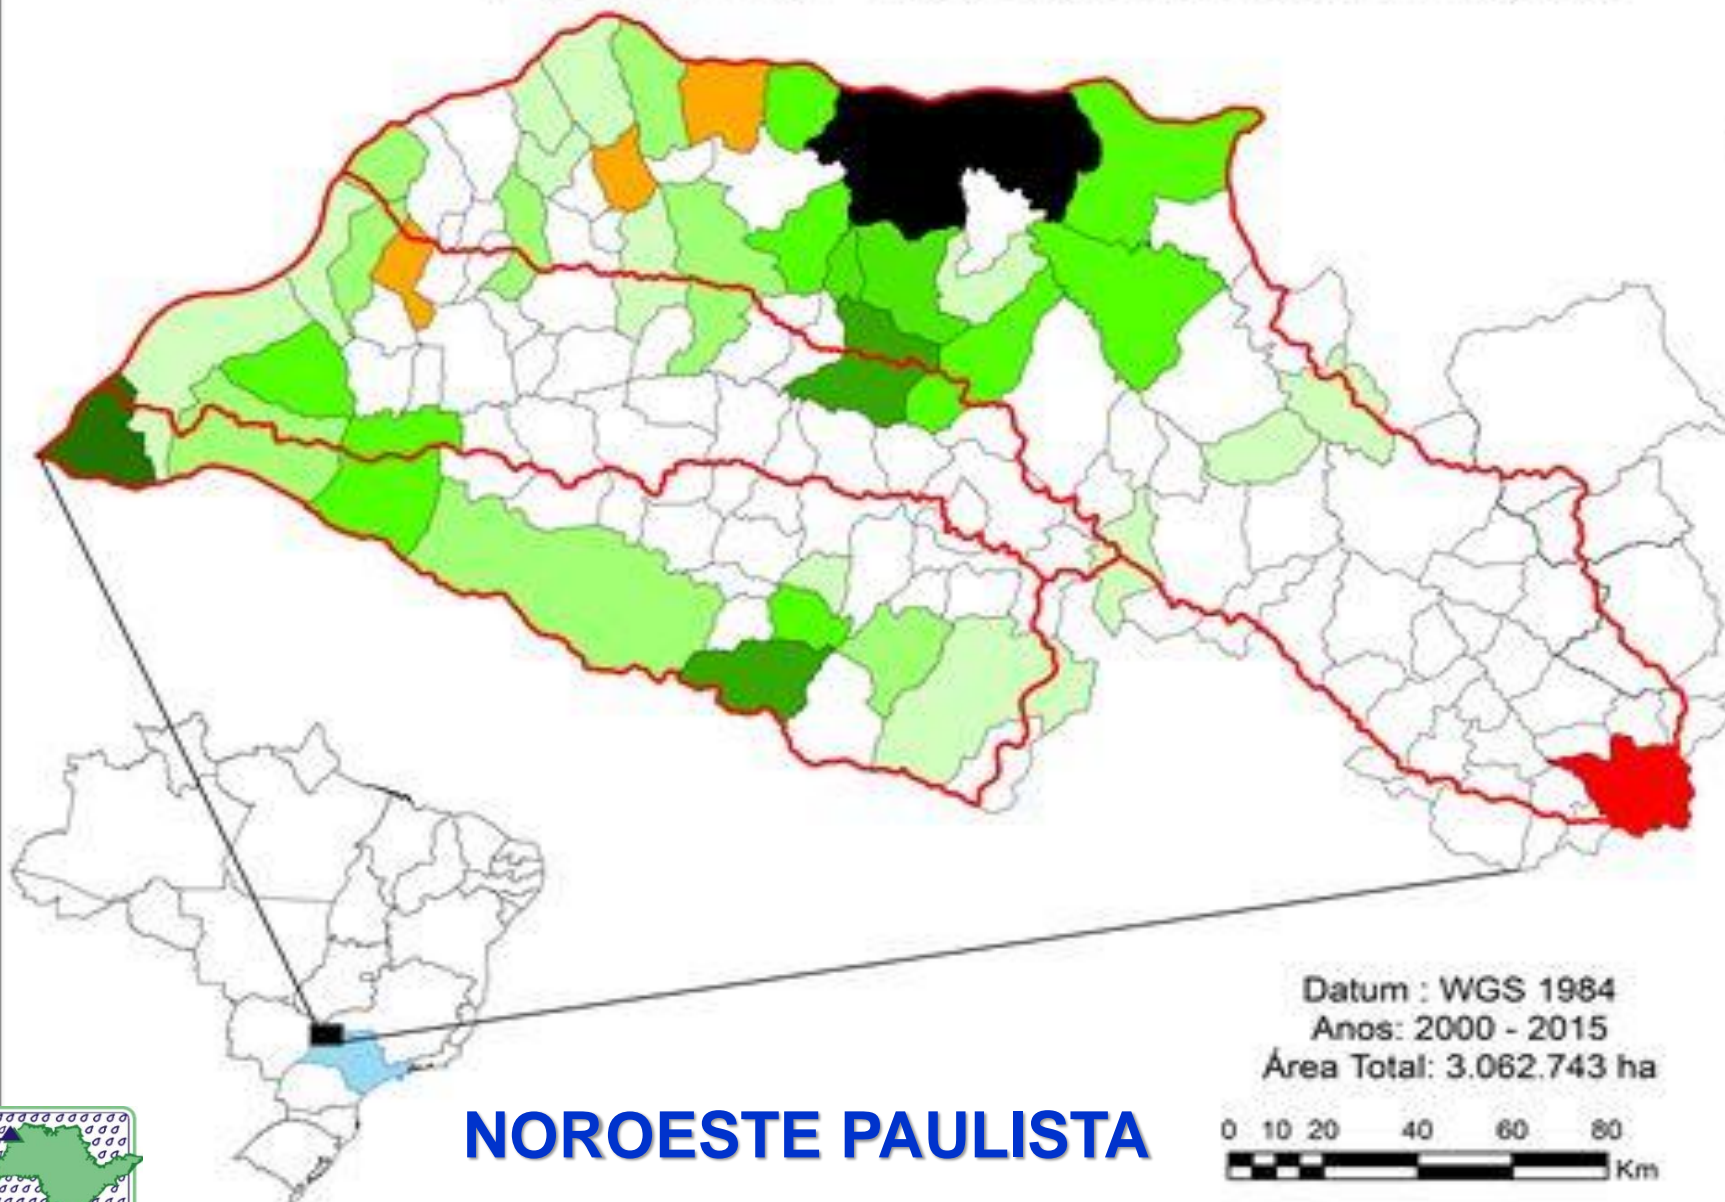 Datum : WGS 1984
Anos: 2000 - 2015
Área Total: 3.062.743 ha
NOROESTE PAULISTA
0 10 20 40 60 80
Km